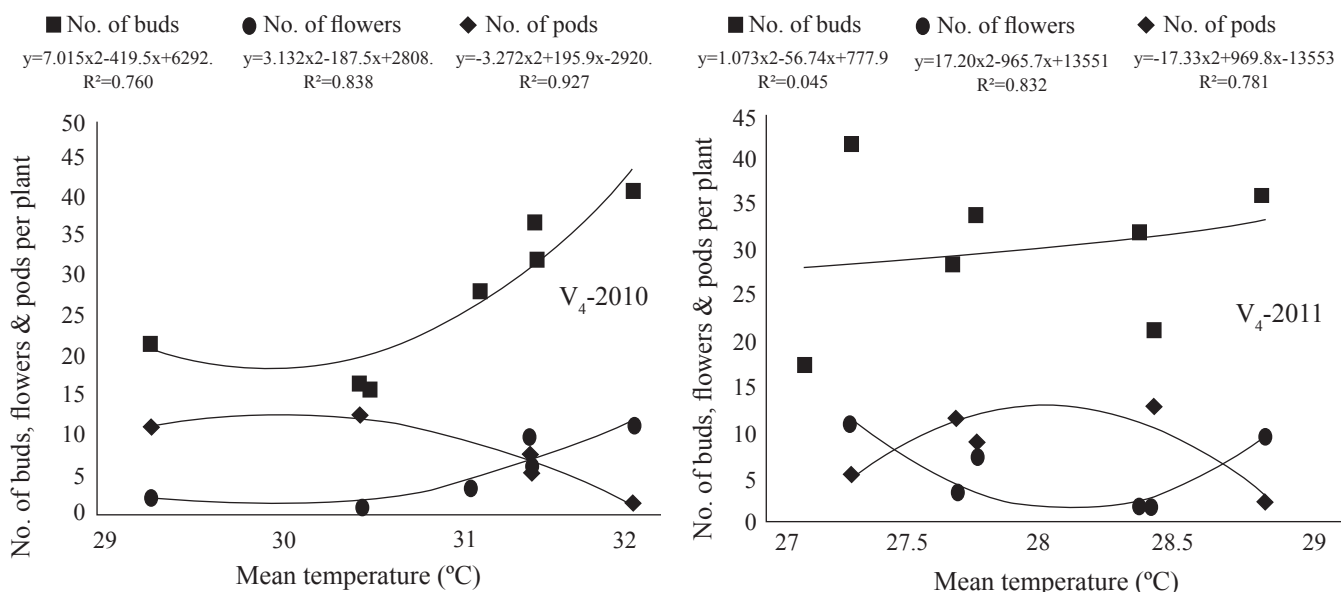 No. of buds No. of flowers No. of pods
y=7.015x2-419.5x+6292. y=3.132x2-187.5x+2808. y=-3.272x2+195.9x-2920.
R²=0.760 R²=0.838 R²=0.927
No. of buds, flowers & pods per plant
50
45
40
35
30
25
20
15
10
5
0
V4-2010
29 30 31 32
Mean temperature (ºC)
No. of buds No. of flowers No. of pods
y=1.073x2-56.74x+777.9 y=17.20x2-965.7x+13551 y=-17.33x2+969.8x-13553
R²=0.045 R²=0.832 R²=0.781
No. of buds, flowers & pods per plant
45
40
35
30
25
20
15
10
5
0
V4-2011
27 27.5 28 28.5 29
Mean temperature (ºC)